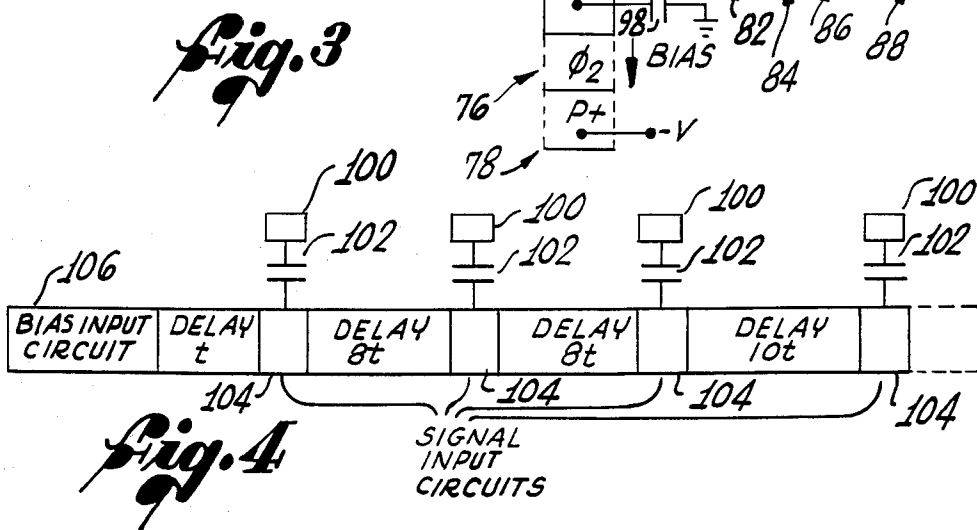 Fig. 3
98
BIAS
82
84
86
88
φ2
76
P+
-V
78
100
100
100
100
102
102
102
102
106
BIAS INPUT
CIRCUIT
DELAY
t
DELAY
8t
DELAY
8t
DELAY
10t
104
104
104
104
SIGNAL
INPUT
CIRCUITS
Fig. 4